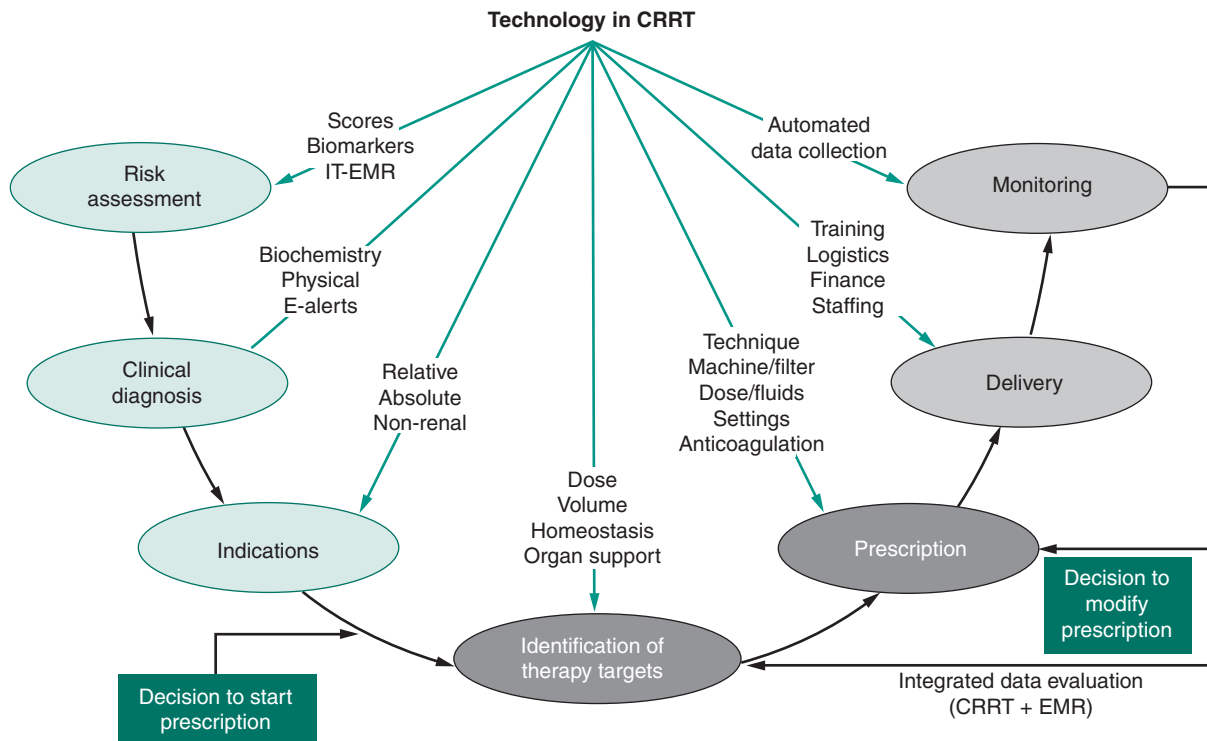 Technology in CRRT
Scores
Biomarkers
IT-EMR
Automated
data collection
Risk
assessment
Monitoring
Biochemistry
Physical
E-alerts
Training
Logistics
Finance
Staffing
Clinical
diagnosis
Relative
Absolute
Non-renal
Technique
Machine/filter
Dose/fluids
Settings
Anticoagulation
Delivery
Dose
Volume
Homeostasis
Organ support
Indications
Prescription
Decision to
modify
prescription
Identification of
therapy targets
Decision to start
prescription
Integrated data evaluation
(CRRT + EMR)